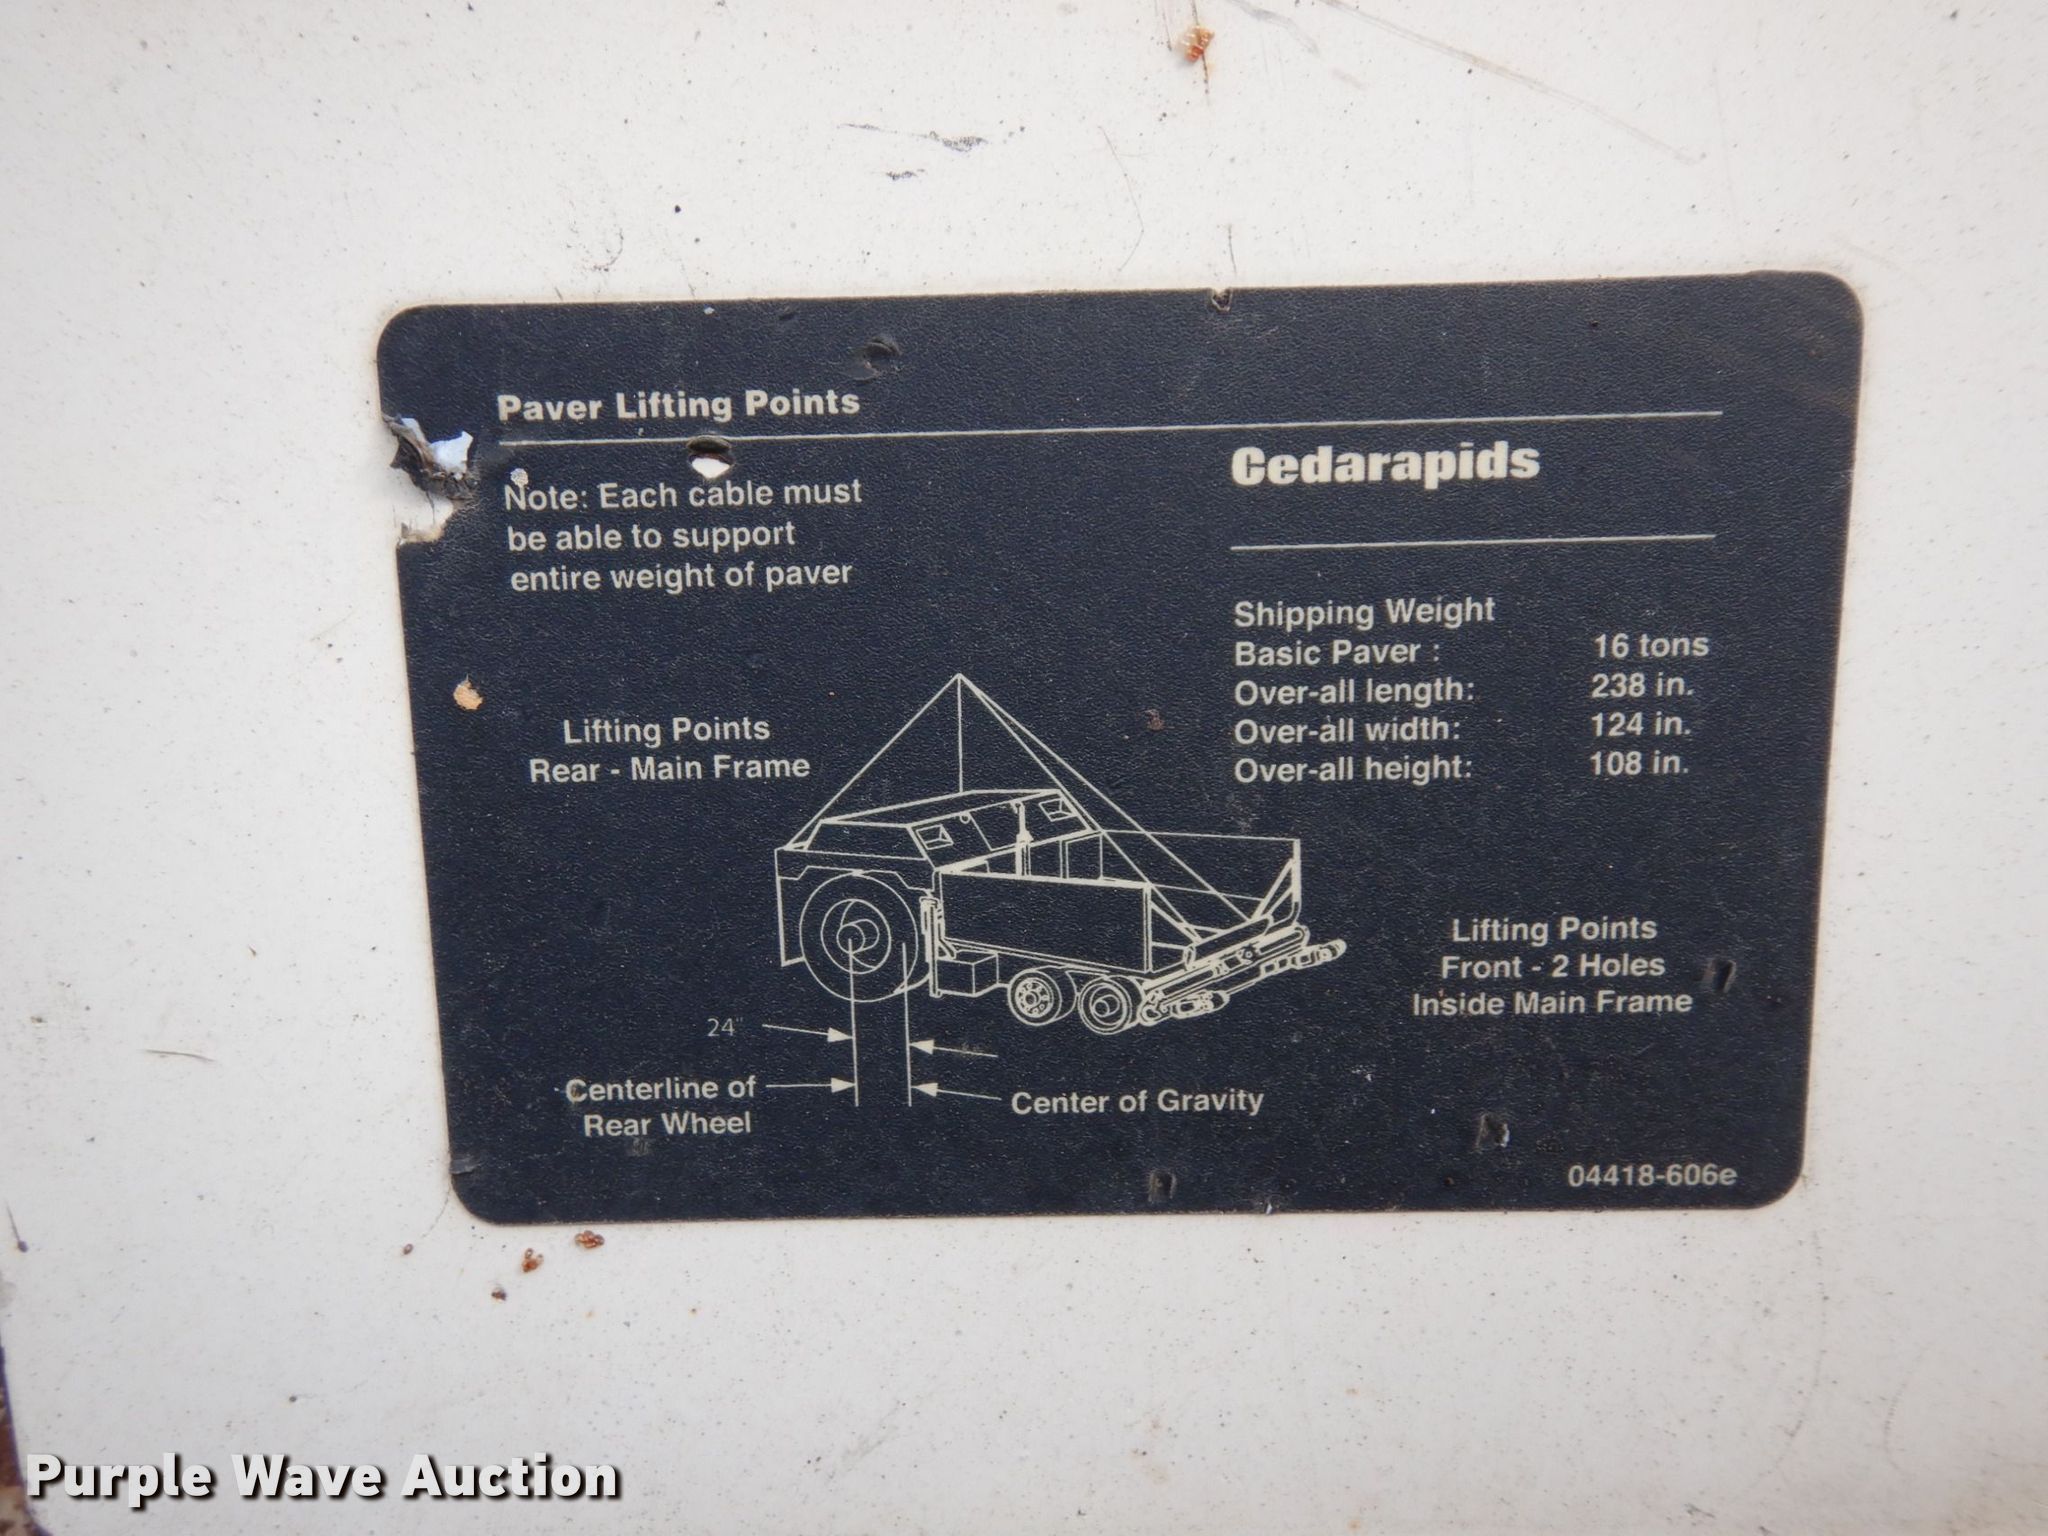 Paver Lifting Points
Note: Each cable must
be able to support
entire weight of paver
Cedarapids
Shipping Weight
Basic Paver : 16 tons
Over-all length: 238 in.
Over-all width: 124 in.
Over-all height: 108 in.
Lifting Points
Rear - Main Frame
Lifting Points
Front - 2 Holes
Inside Main Frame
24"
Centerline of
Rear Wheel
Center of Gravity
04418-606e
Purple Wave Auction